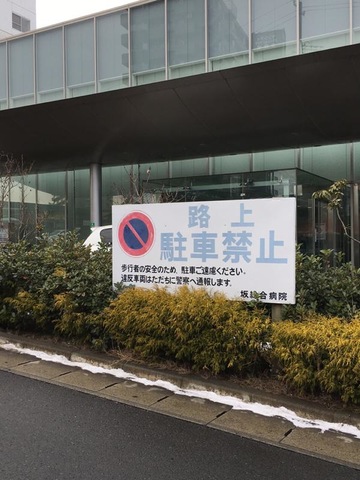 路上
駐車禁止
歩行者の安全のため、駐車ご遠慮ください。
違反車両はただちに警察へ通報します。
坂総合病院